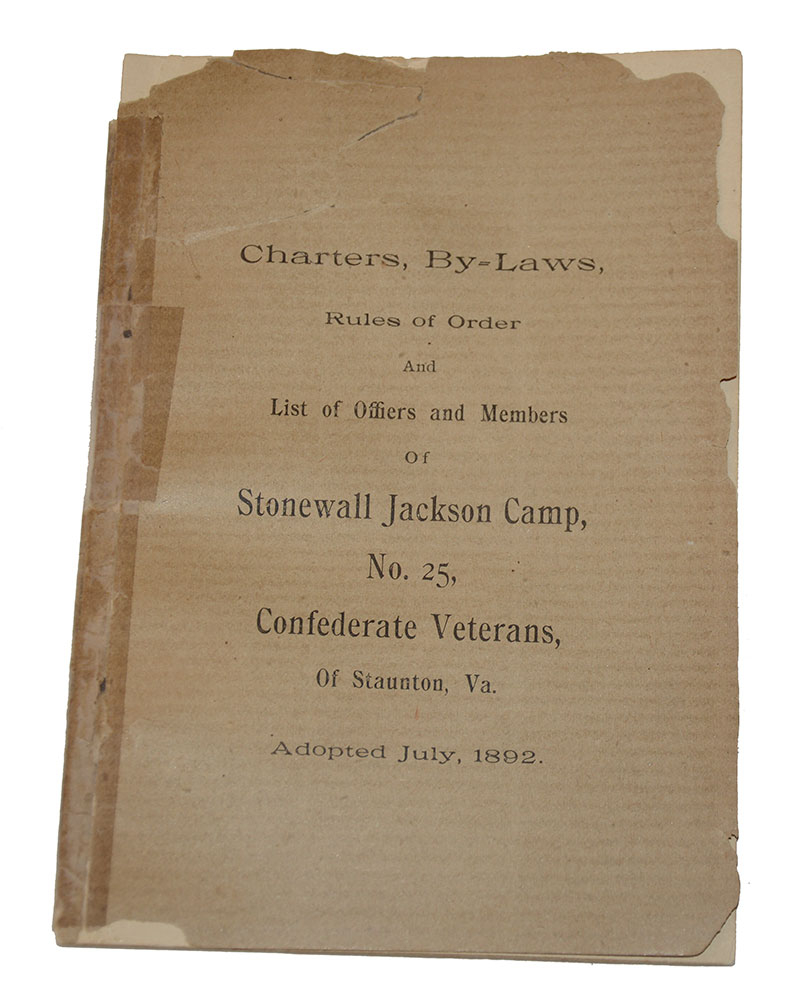 Charters, By-Laws,
Rules of Order
And
List of Offiers and Members
Of
Stonewall Jackson Camp,
No. 25,
Confederate Veterans,
Of Staunton, Va.
Adopted July, 1892.